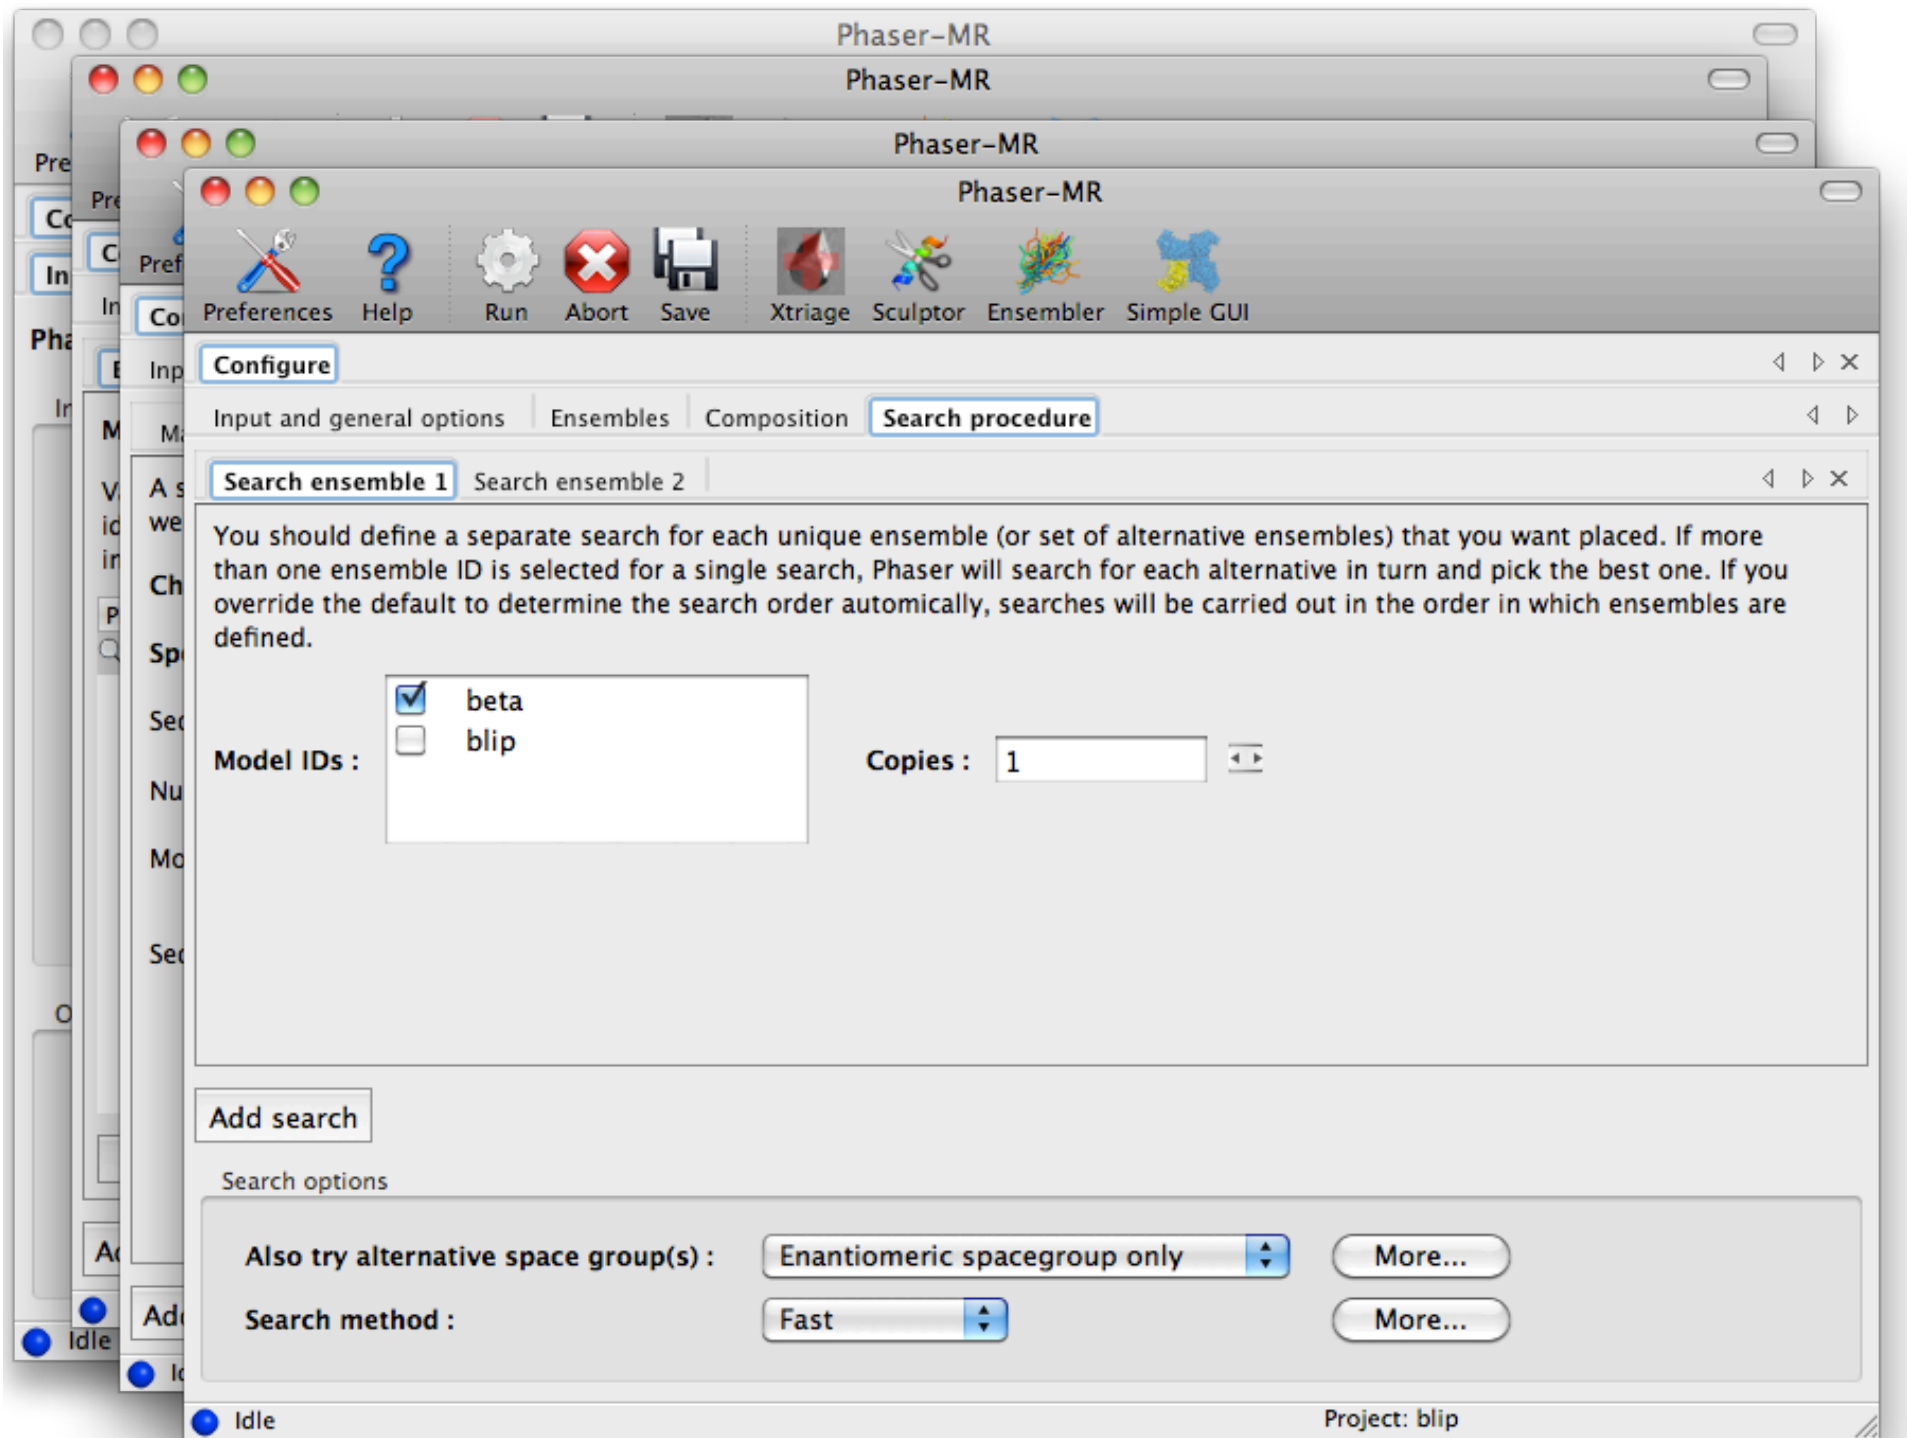 Phaser-MR
Phaser-MR
Phaser-MR
Phaser-MR
Preferences Help Run Abort Save Xtriage Sculptor Ensembler Simple GUI
Configure
Input and general options Ensembles Composition Search procedure
Search ensemble 1 Search ensemble 2
You should define a separate search for each unique ensemble (or set of alternative ensembles) that you want placed. If more
than one ensemble ID is selected for a single search, Phaser will search for each alternative in turn and pick the best one. If you
override the default to determine the search order automically, searches will be carried out in the order in which ensembles are
defined.
beta
blip
Model IDs :
Copies : 1
Add search
Search options
Also try alternative space group(s) : Enantiomeric spacegroup only More...
Search method : Fast More...
Idle
Idle Project: blip